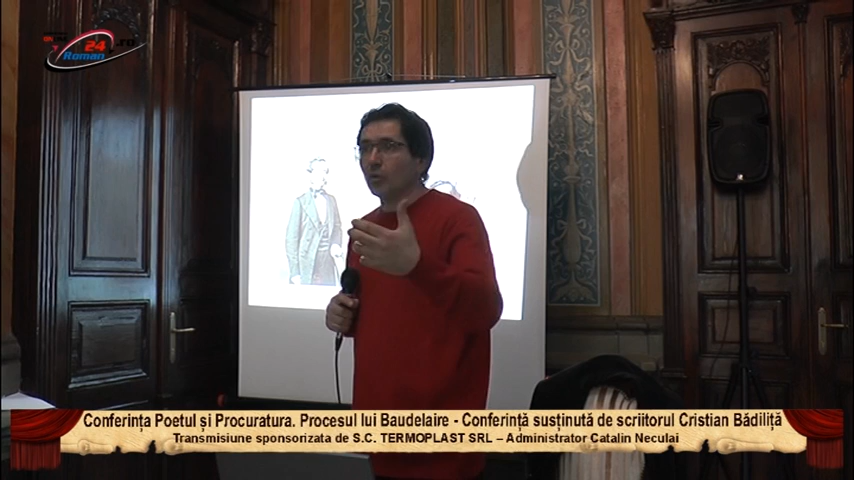 24.ro
Roman
Conferința Poetul și Procuratura. Procesul lui Baudelaire - Conferință susținută de scriitorul Cristian Bădiliță
Transmisiune sponsorizata de S.C. TERMOPLAST SRL – Administrator Catalin Neculai